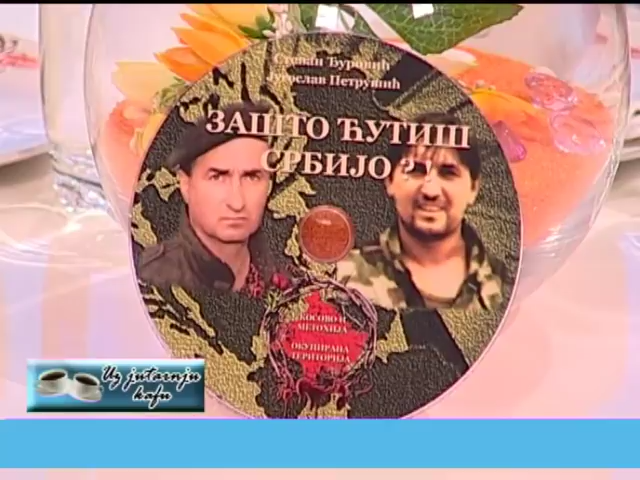 Стеван Ђуровић
Југослав Петрушић
ЗАШТО ЋУТИШ
СРБИЈО ? !
КОСОВО И
МЕТОХИЈА
ОКУПИРАНА
ТЕРИТОРИЈА
Uz jutarnju
kafu